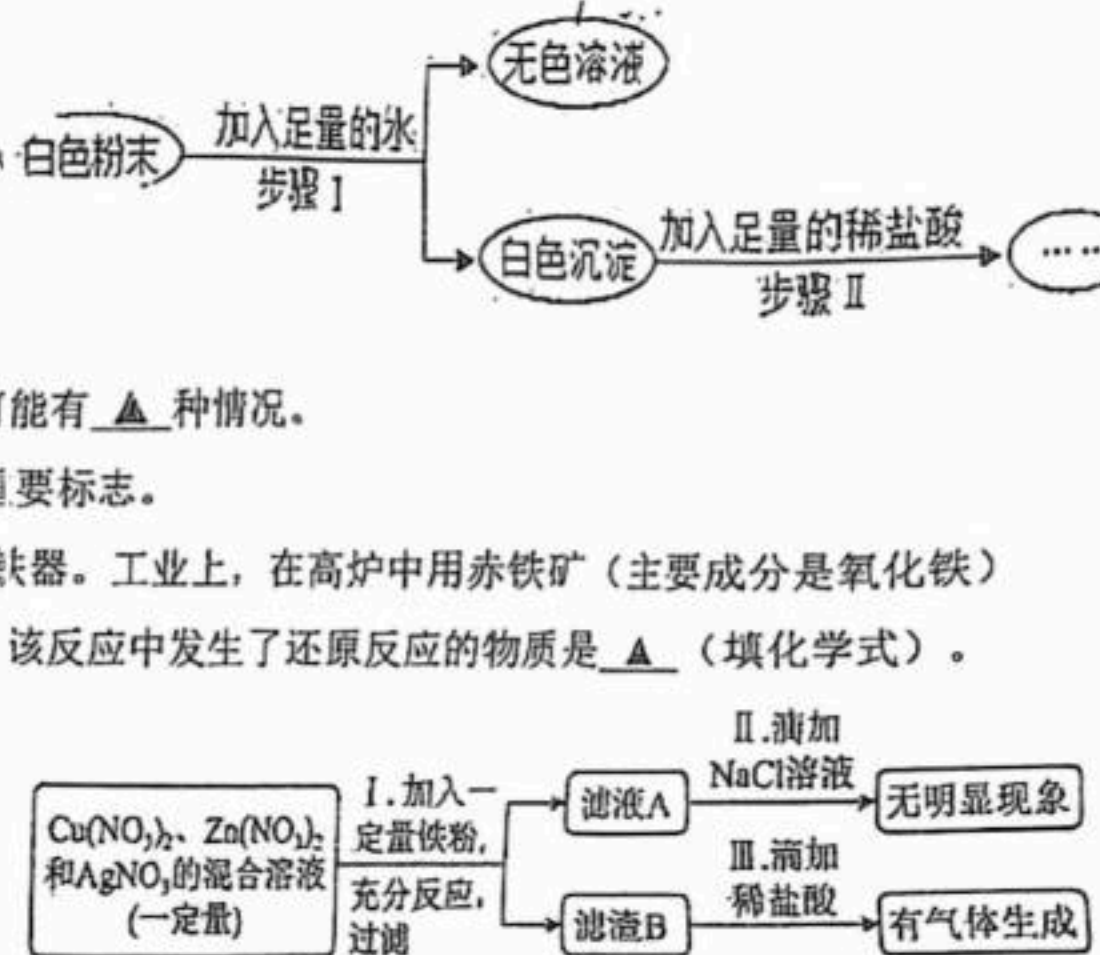 无色溶液
加入足量的水
白色粉末
步骤 I
白色沉淀
加入足量的稀盐酸
……
步骤 II
能有 ▲ 种情况。
要标志。
铁器。工业上，在高炉中用赤铁矿（主要成分是氧化铁）
该反应中发生了还原反应的物质是 ▲ （填化学式）。
Cu(NO₃)₂、Zn(NO₃)₂
和AgNO₃的混合溶液
(一定量)
I.加入一
定量铁粉，
充分反应，
过滤
滤液A
II.滴加
NaCl溶液
无明显现象
滤渣B
III.滴加
稀盐酸
有气体生成